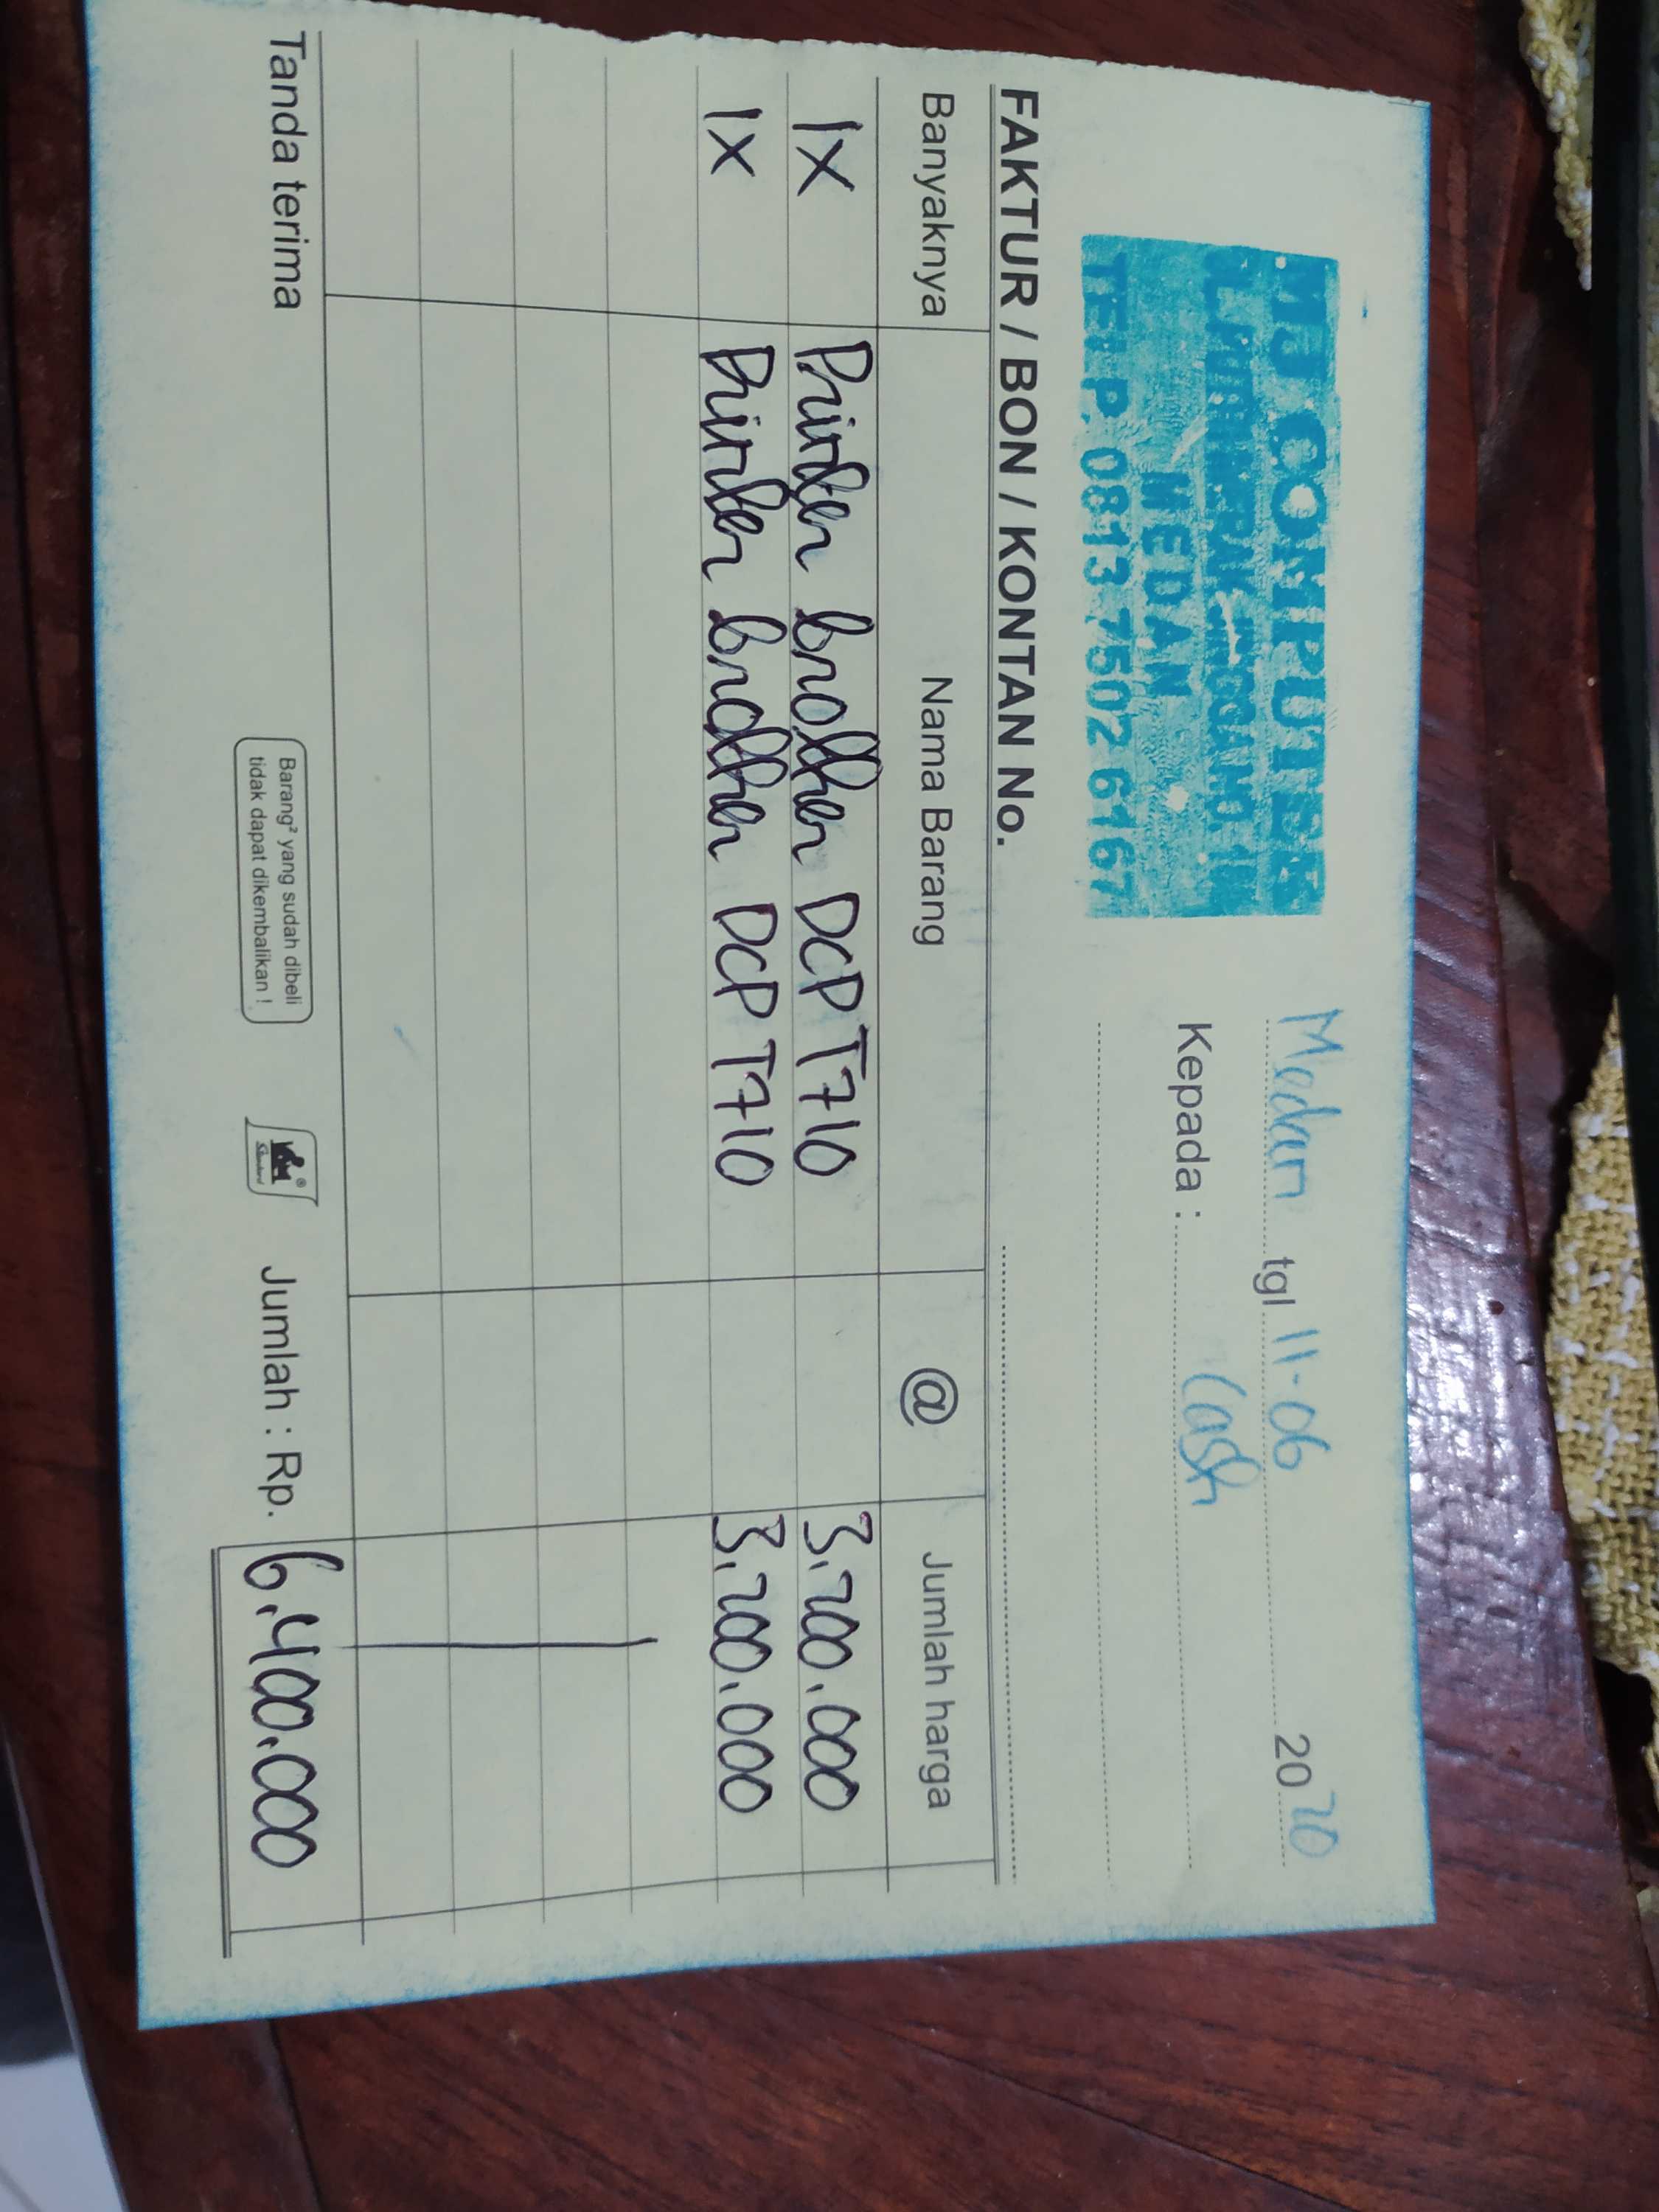 MJ COMPUTER
MEDAN
TELP. 0813 7502 6167
Medan tgl 11-06 2020
Kepada : Cash
FAKTUR / BON / KONTAN No.
Banyaknya Nama Barang @ Jumlah harga
1x Printer brother DCP T710 3.200.000
1x Printer brother DCP T710 3.200.000
Tanda terima
Barang² yang sudah dibeli
tidak dapat dikembalikan !
Jumlah : Rp. 6.400.000